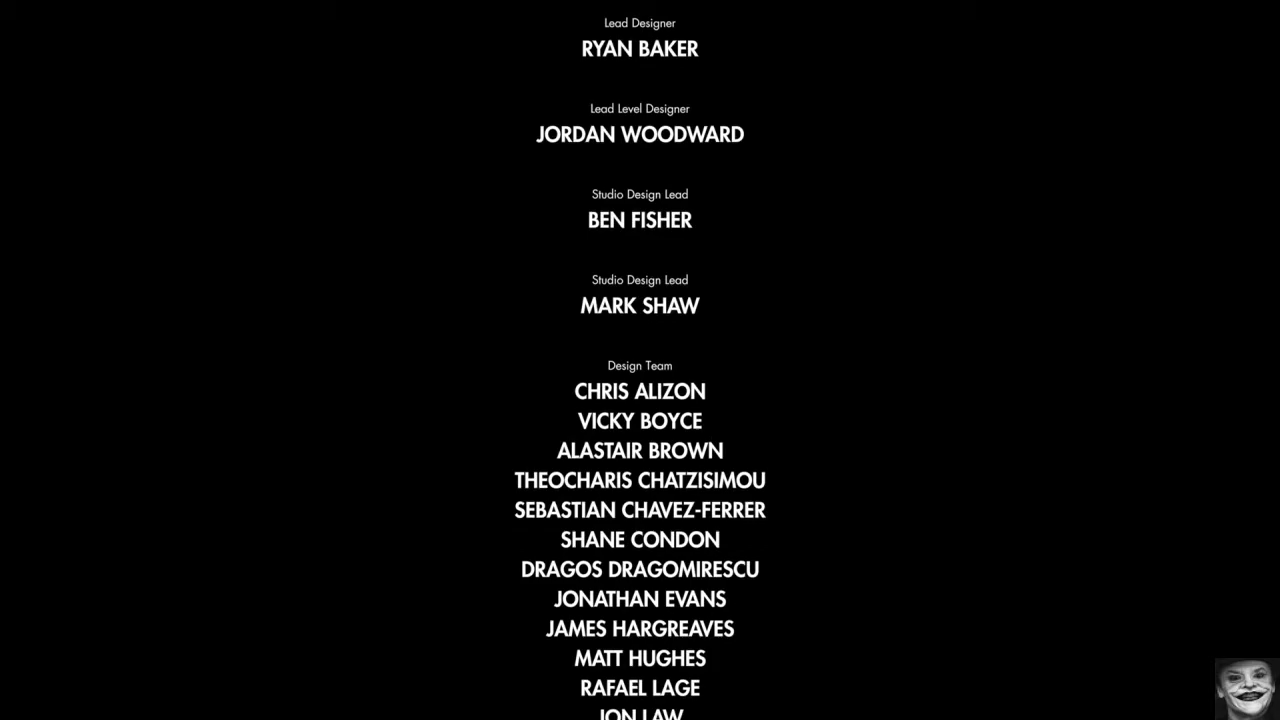 Lead Designer
RYAN BAKER
Lead Level Designer
JORDAN WOODWARD
Studio Design Lead
BEN FISHER
Studio Design Lead
MARK SHAW
Design Team
CHRIS ALIZON
VICKY BOYCE
ALASTAIR BROWN
THEOCHARIS CHATZISIMOU
SEBASTIAN CHAVEZ-FERRER
SHANE CONDON
DRAGOS DRAGOMIRESCU
JONATHAN EVANS
JAMES HARGREAVES
MATT HUGHES
RAFAEL LAGE
JON LAW